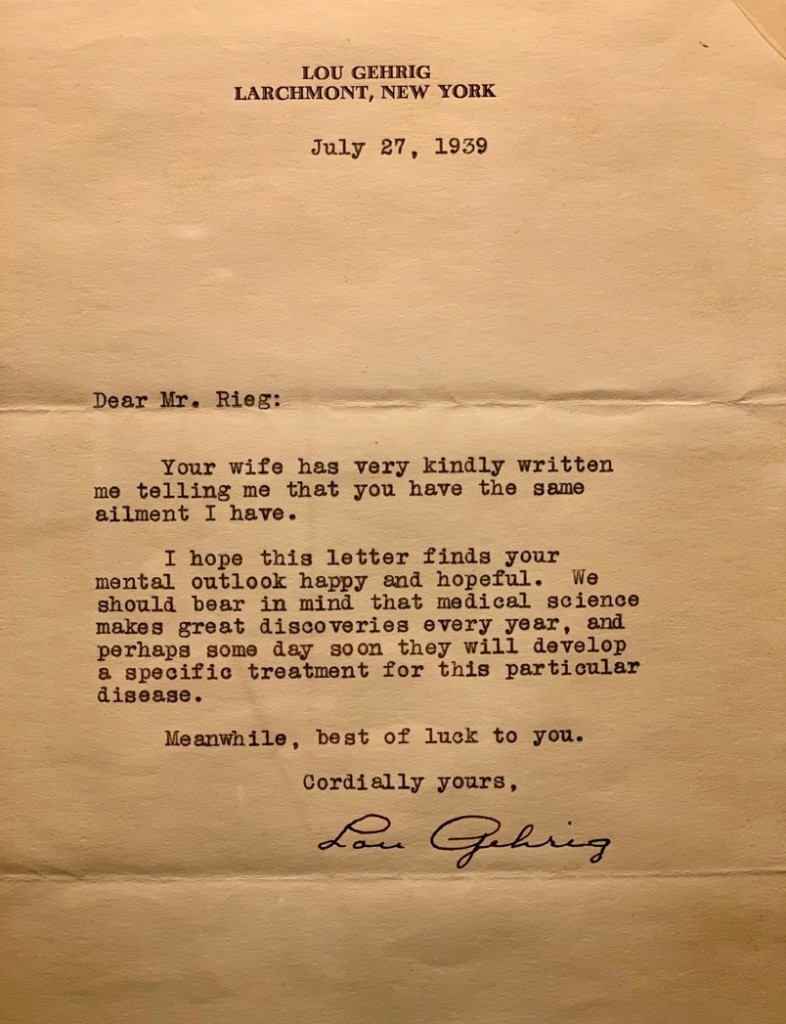 LOU GEHRIG
LARCHMONT, NEW YORK
July 27, 1939
Dear Mr. Rieg:
Your wife has very kindly written
me telling me that you have the same
ailment I have.
I hope this letter finds your
mental outlook happy and hopeful.  We
should bear in mind that medical science
makes great discoveries every year, and
perhaps some day soon they will develop
a specific treatment for this particular
disease.
Meanwhile, best of luck to you.
Cordially yours,
Lou Gehrig